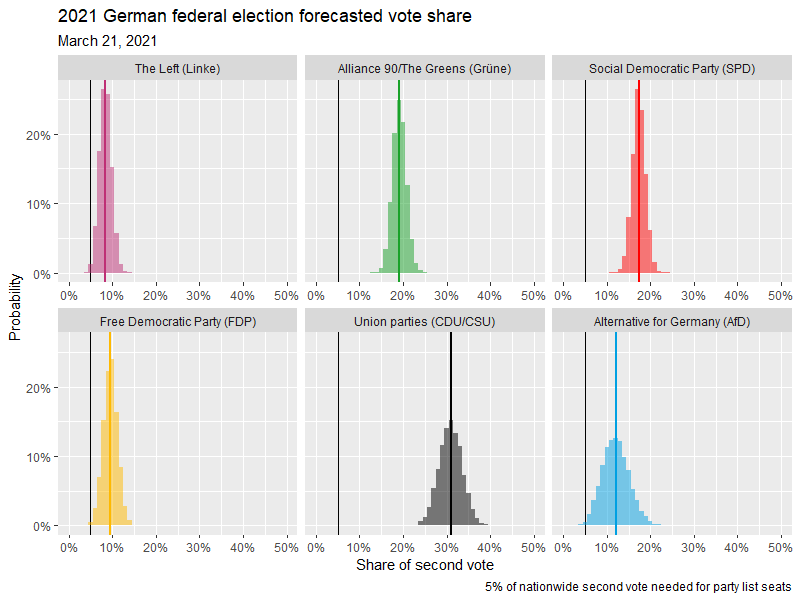 2021 German federal election forecasted vote share
March 21, 2021
The Left (Linke) Alliance 90/The Greens (Grüne) Social Democratic Party (SPD)
20%
10%
0%
0% 10% 20% 30% 40% 50% 0% 10% 20% 30% 40% 50% 0% 10% 20% 30% 40% 50%
Probability
Free Democratic Party (FDP) Union parties (CDU/CSU) Alternative for Germany (AfD)
20%
10%
0%
0% 10% 20% 30% 40% 50% 0% 10% 20% 30% 40% 50% 0% 10% 20% 30% 40% 50%
Share of second vote
5% of nationwide second vote needed for party list seats